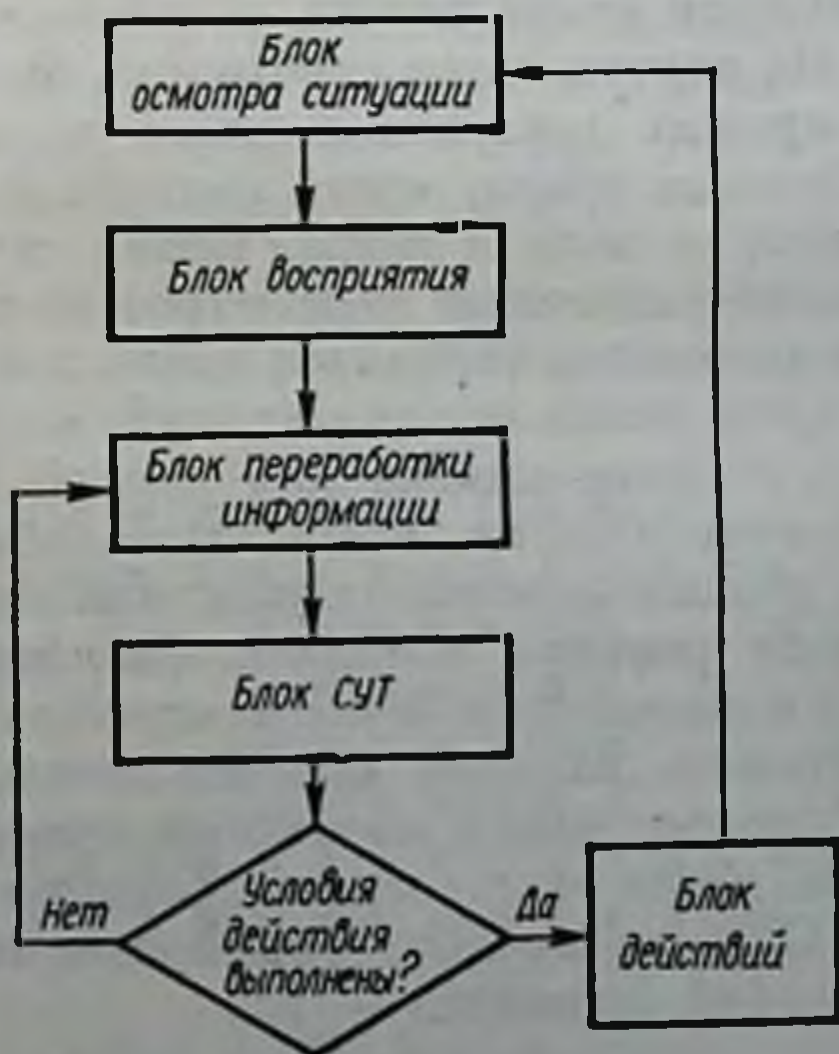 Блок
осмотра ситуации
Блок восприятия
Блок переработки
информации
Блок СУТ
Условия
действия
выполнены?
Нет
Да
Блок
действий